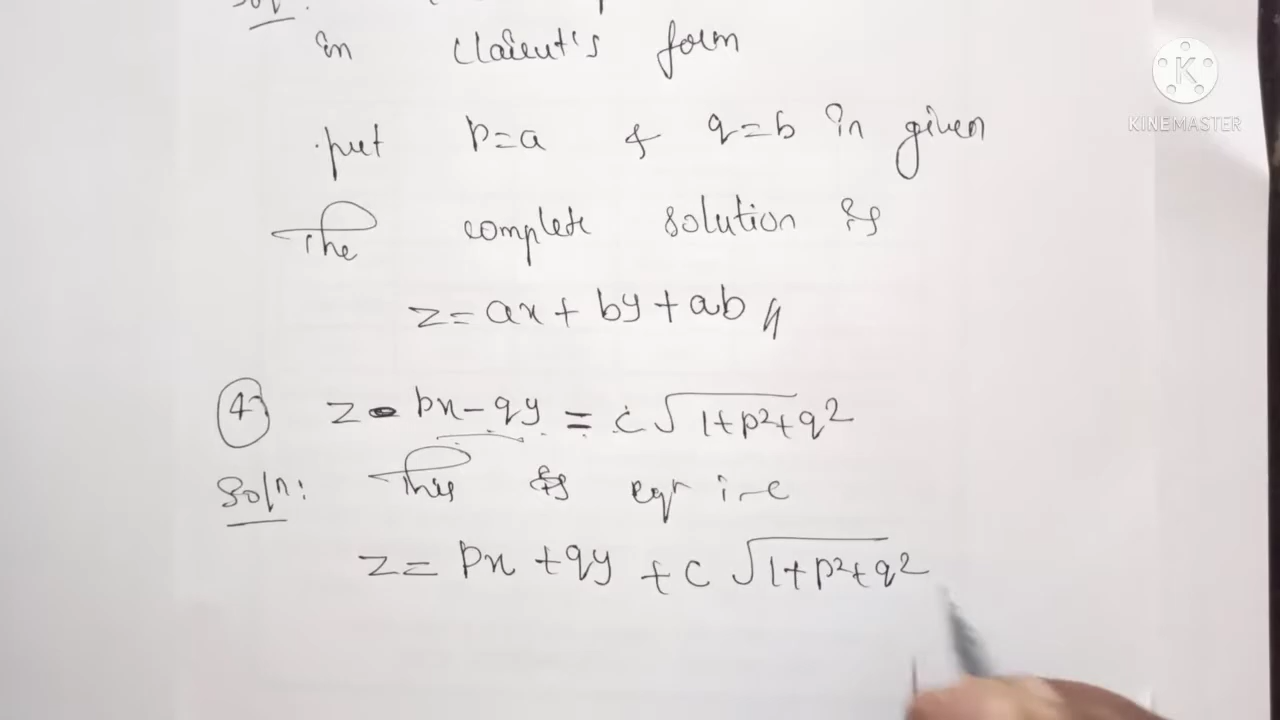 in Claieut's form
put p=a & q=b in given
The complete solution is
z=ax+by+ab //
④ z-px-qy = c√1+p²+q²
Soln: This is eqn i-e
z= px +qy +c √1+p²+q²
KINEMASTER